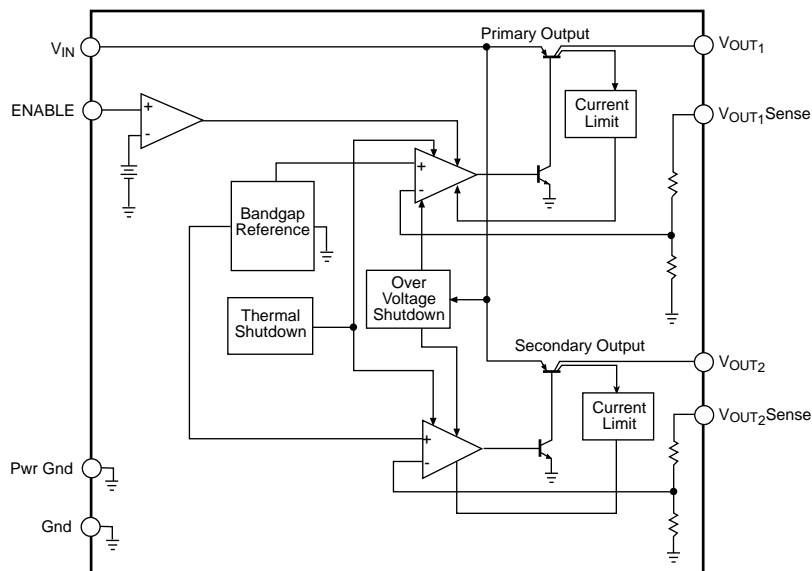 Primary Output
VIN
VOUT1
ENABLE
+
-
Current
Limit
VOUT1Sense
+
-
Bandgap
Reference
Over
Voltage
Shutdown
Thermal
Shutdown
Secondary Output
VOUT2
Current
Limit
VOUT2Sense
+
-
Pwr Gnd
Gnd